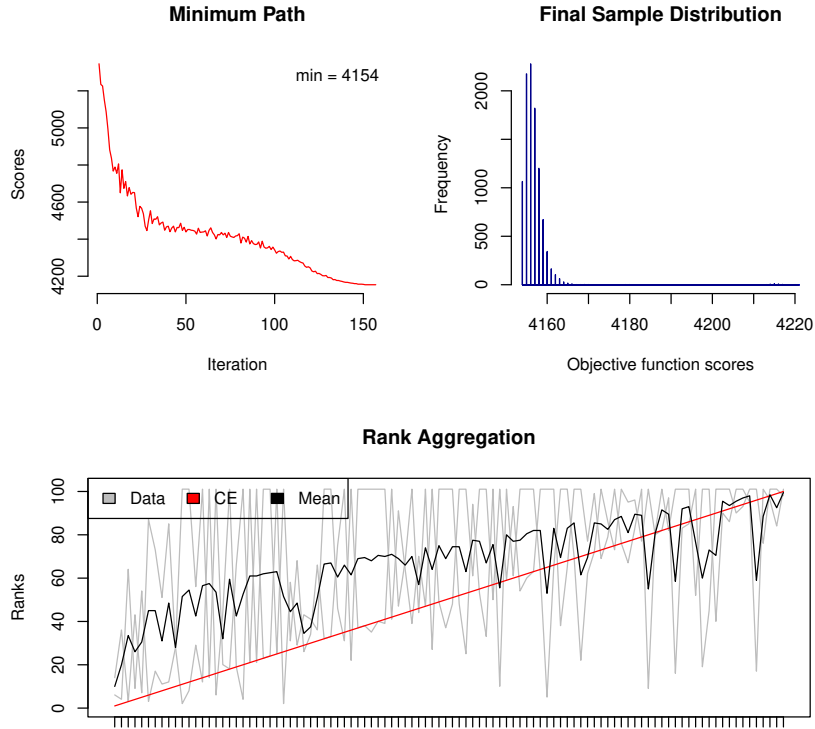 Minimum Path
min = 4154
Scores
4200
4600
5000
0 50 100 150
Iteration
Final Sample Distribution
Frequency
0
500
1000
2000
4160 4180 4200 4220
Objective function scores
Rank Aggregation
Data CE Mean
Ranks
0
20
40
60
80
100